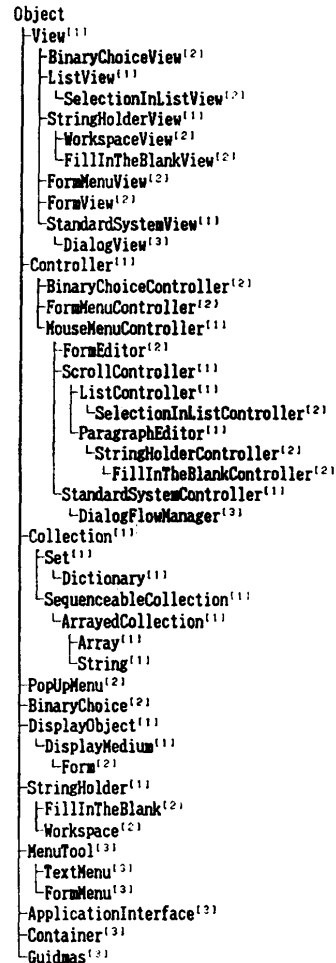 Object
View[1]
BinaryChoiceView[2]
ListView[1]
SelectionInListView[2]
StringHolderView[1]
WorkspaceView[2]
FillInTheBlankView[2]
FormMenuView[2]
FormView[2]
StandardSystemView[1]
DialogView[3]
Controller[1]
BinaryChoiceController[2]
FormMenuController[2]
MouseMenuController[1]
FormEditor[2]
ScrollController[1]
ListController[1]
SelectionInListController[2]
ParagraphEditor[1]
StringHolderController[2]
FillInTheBlankController[2]
StandardSystemController[1]
DialogFlowManager[3]
Collection[1]
Set[1]
Dictionary[1]
SequenceableCollection[1]
ArrayedCollection[1]
Array[1]
String[1]
PopUpMenu[2]
BinaryChoice[2]
DisplayObject[1]
DisplayMedium[1]
Form[2]
StringHolder[1]
FillInTheBlank[2]
Workspace[2]
MenuTool[3]
TextMenu[3]
FormMenu[3]
ApplicationInterface[3]
Container[3]
Guidmas[3]